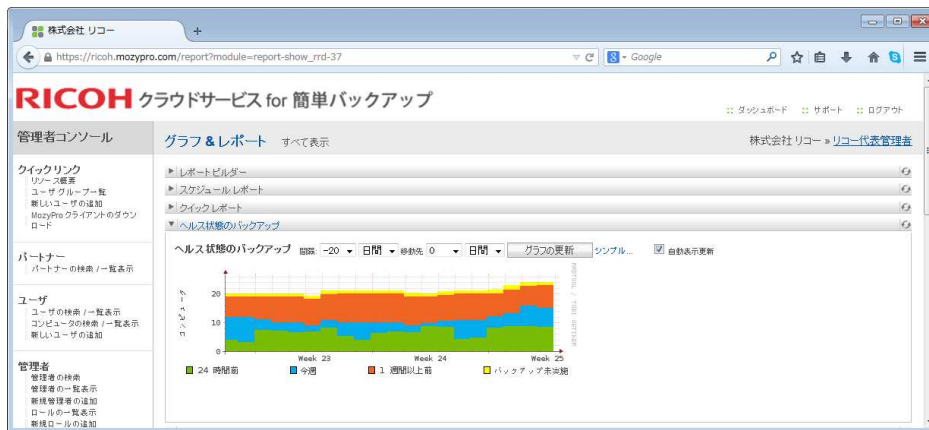 株式会社 リコー
https://ricoh.mozypro.com/report?module=report-show_rrd-37
Google
RICOH クラウドサービス for 簡単バックアップ
:: ダッシュボード :: サポート :: ログアウト
管理者コンソール
グラフ & レポート すべて表示
株式会社 リコー » リコー代表管理者
クイックリンク
リソース概要
ユーザ グループ一覧
新しいユーザの追加
MozyPro クライアントのダウン
ロード
パートナー
パートナーの検索 / 一覧表示
ユーザ
ユーザの検索 / 一覧表示
コンピュータの検索 / 一覧表示
新しいユーザの追加
管理者
管理者の検索
管理者の一覧表示
新規管理者の追加
ロールの一覧表示
新規ロールの追加
レポートビルダー
スケジュールレポート
クイックレポート
ヘルス状態のバックアップ
ヘルス状態のバックアップ 間隔: -20 日間 移動先 0 日間 グラフの更新 シンプル... 自動表示更新
コンピュータ
20
10
0
Week 23 Week 24 Week 25
RRDTOOL / TOBI OETIKER
24 時間前 今週 1 週間以上前 バックアップ未実施